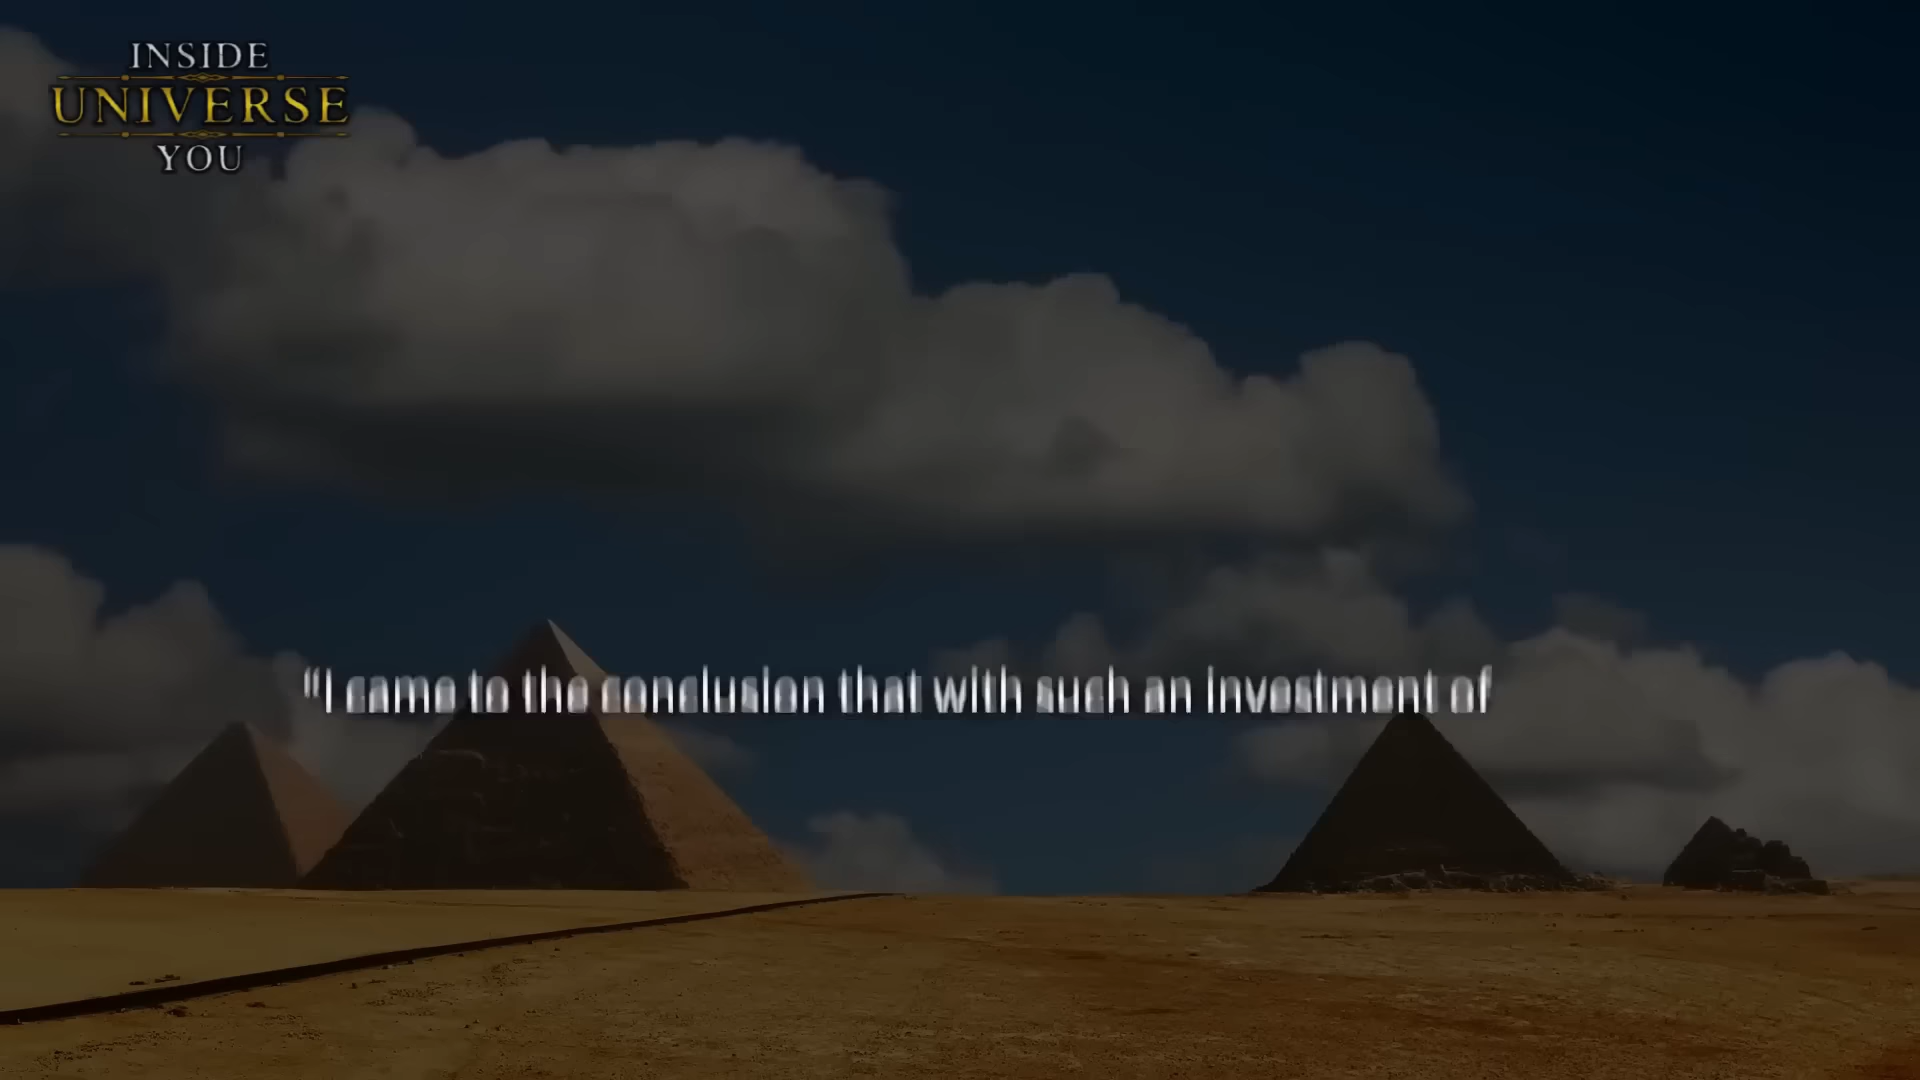 INSIDE
UNIVERSE
YOU
“I came to the conclusion that with such an investment of